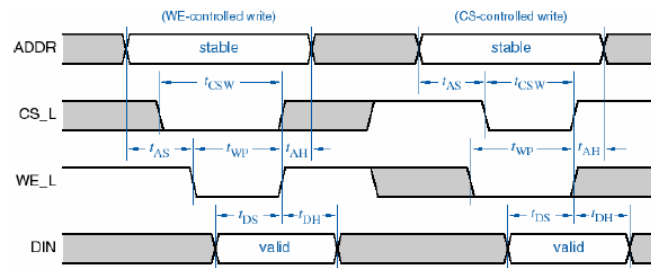 (WE-controlled write) (CS-controlled write)
ADDR stable stable
tCSW tAS tCSW
CS_L
tAS tWP tAH tWP tAH
WE_L
tDS tDH tDS tDH
DIN valid valid